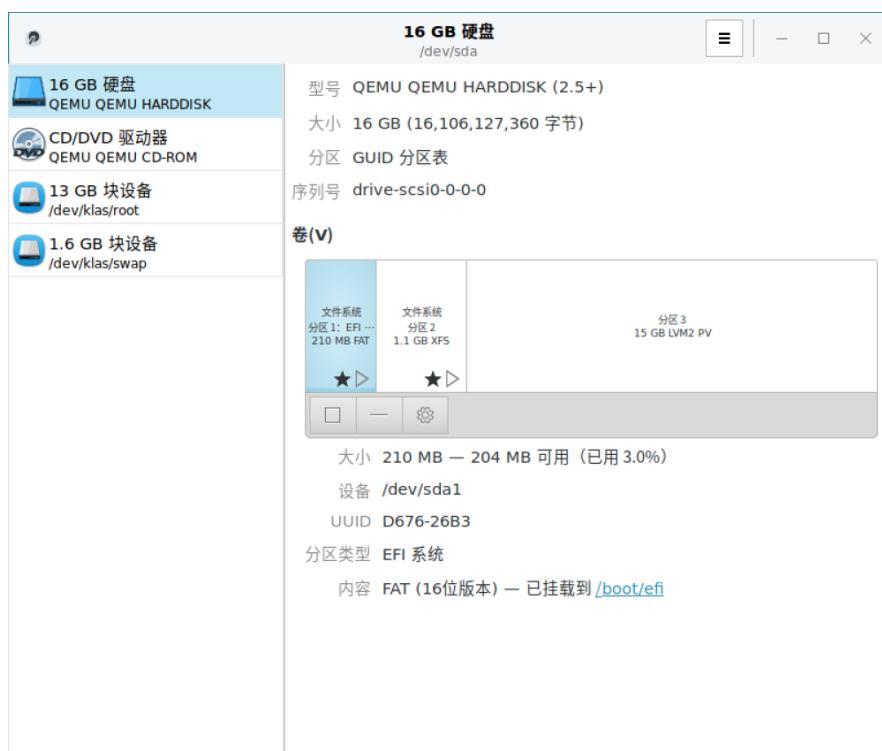 16 GB 硬盘
/dev/sda
16 GB 硬盘
QEMU QEMU HARDDISK
CD/DVD 驱动器
QEMU QEMU CD-ROM
13 GB 块设备
/dev/klas/root
1.6 GB 块设备
/dev/klas/swap
型号 QEMU QEMU HARDDISK (2.5+)
大小 16 GB (16,106,127,360 字节)
分区 GUID 分区表
序列号 drive-scsi0-0-0-0
卷(V)
文件系统
分区 1: EFI …
210 MB FAT
文件系统
分区 2
1.1 GB XFS
分区 3
15 GB LVM2 PV
大小 210 MB — 204 MB 可用（已用 3.0%）
设备 /dev/sda1
UUID D676-26B3
分区类型 EFI 系统
内容 FAT (16位版本) — 已挂载到 /boot/efi